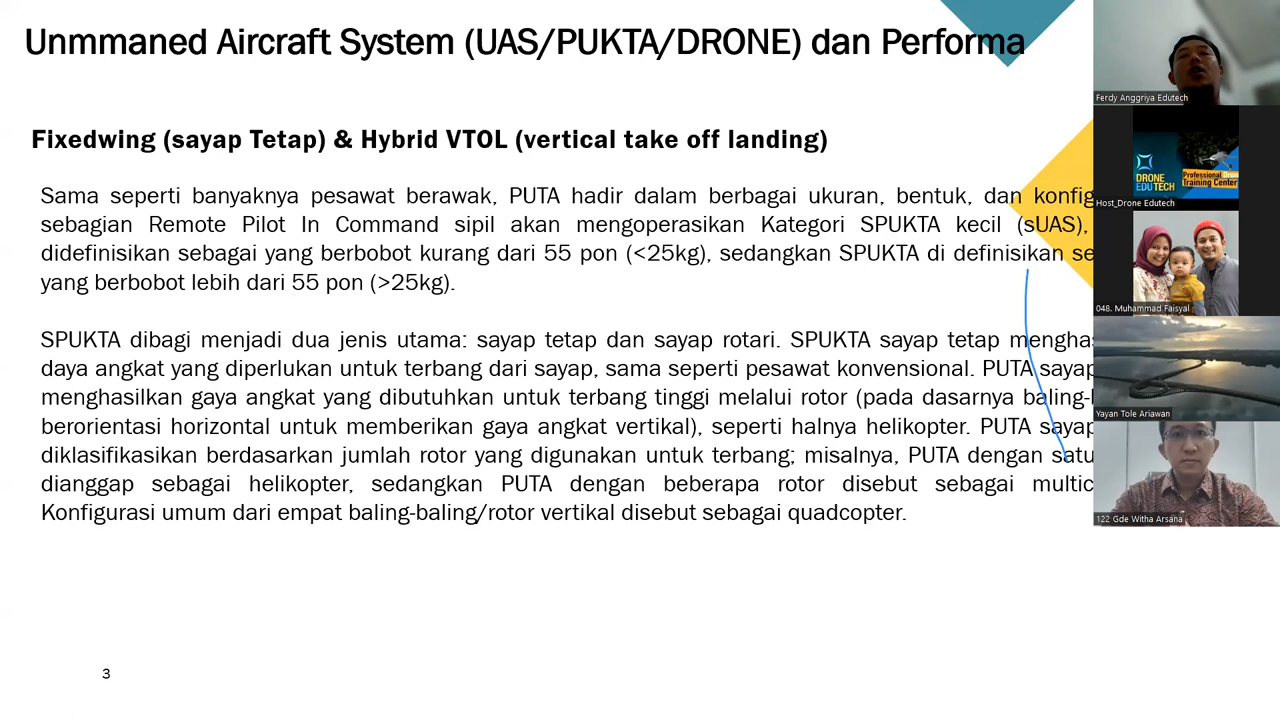 Unmmaned Aircraft System (UAS/PUKTA/DRONE) dan Performa
Fixedwing (sayap Tetap) & Hybrid VTOL (vertical take off landing)
Sama seperti banyaknya pesawat berawak, PUTA hadir dalam berbagai ukuran, bentuk, dan konfig
sebagian Remote Pilot In Command sipil akan mengoperasikan Kategori SPUKTA kecil (sUAS),
didefinisikan sebagai yang berbobot kurang dari 55 pon (<25kg), sedangkan SPUKTA di definisikan se
yang berbobot lebih dari 55 pon (>25kg).
SPUKTA dibagi menjadi dua jenis utama: sayap tetap dan sayap rotari. SPUKTA sayap tetap menghas
daya angkat yang diperlukan untuk terbang dari sayap, sama seperti pesawat konvensional. PUTA sayap
menghasilkan gaya angkat yang dibutuhkan untuk terbang tinggi melalui rotor (pada dasarnya baling-
berorientasi horizontal untuk memberikan gaya angkat vertikal), seperti halnya helikopter. PUTA sayap
diklasifikasikan berdasarkan jumlah rotor yang digunakan untuk terbang; misalnya, PUTA dengan satu
dianggap sebagai helikopter, sedangkan PUTA dengan beberapa rotor disebut sebagai multic
Konfigurasi umum dari empat baling-baling/rotor vertikal disebut sebagai quadcopter.
3
Ferdy Anggriya Edutech
DRONE
EDUTECH
Professional Dron
Training Center
Host_Drone Edutech
048. Muhammad Faisyal
Yayan Tole Ariawan
122 Gde Witha Arsana